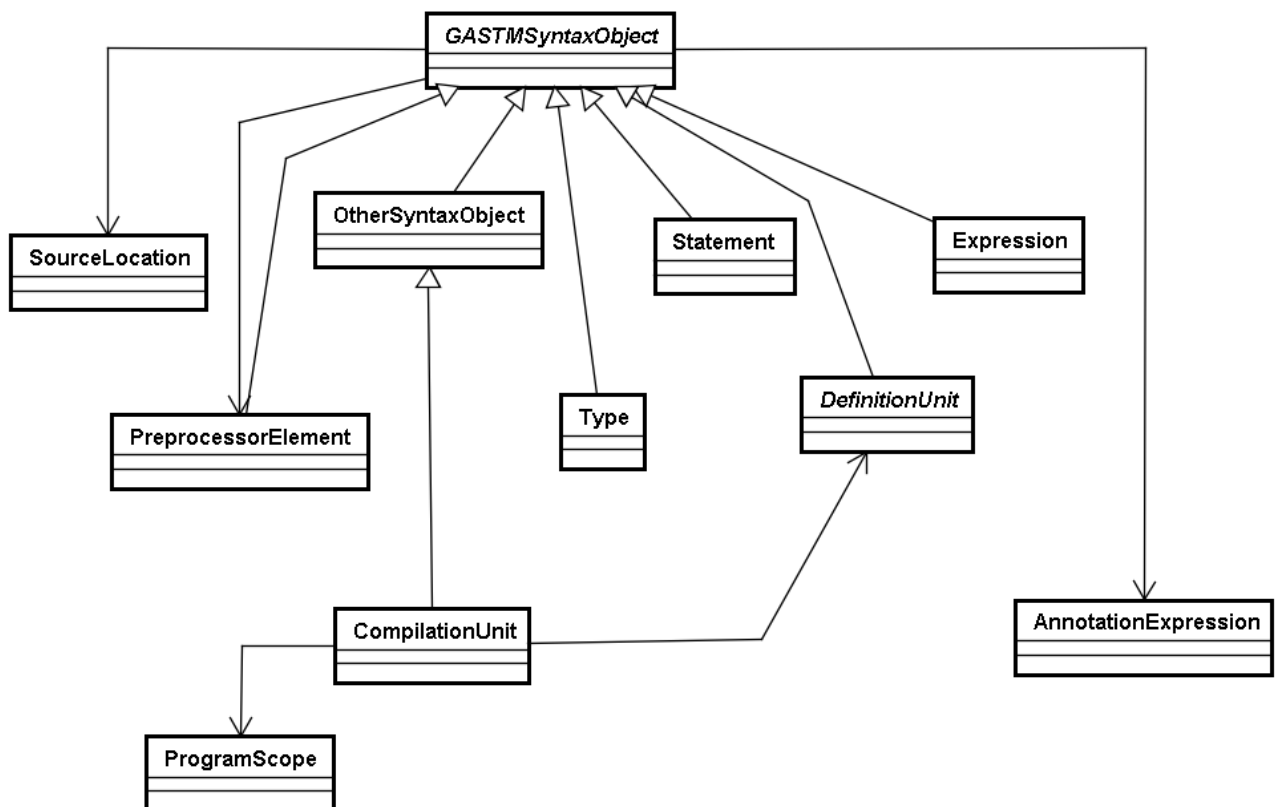 GASTMSyntaxObject
OtherSyntaxObject
Statement
Expression
SourceLocation
DefinitionUnit
Type
PreprocessorElement
CompilationUnit
AnnotationExpression
ProgramScope